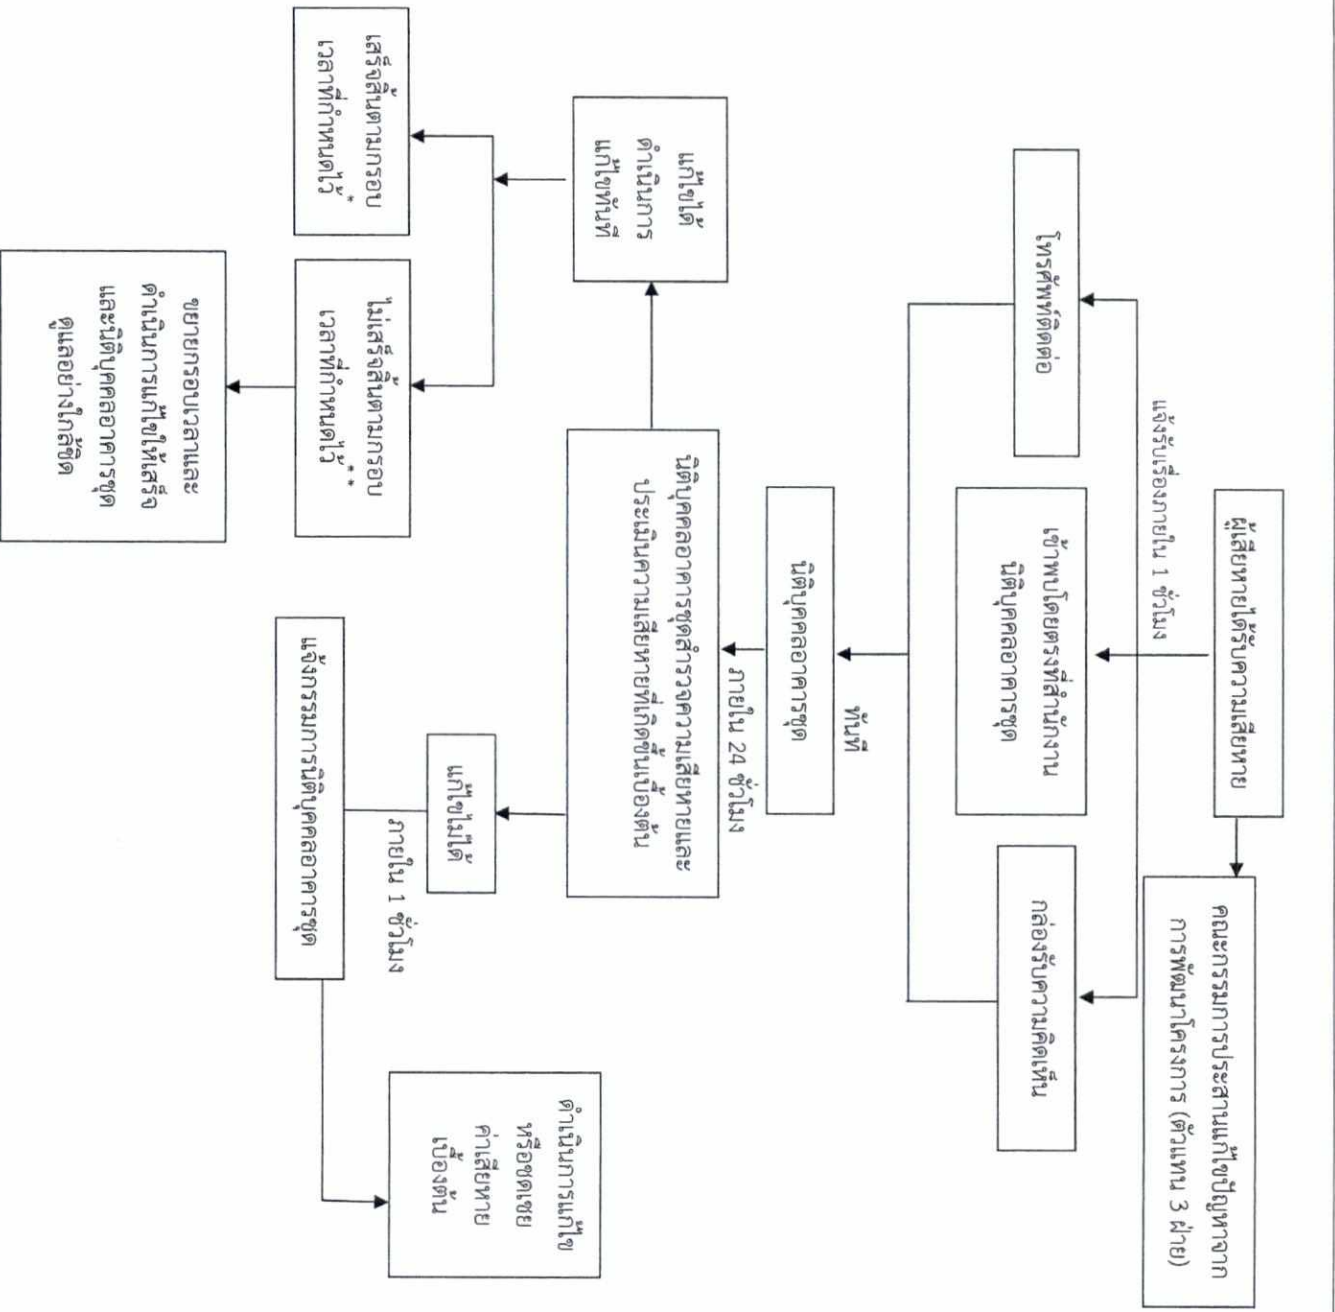 ผู้เสียหายได้รับความเสียหาย
คณะกรรมการประสานแก้ไขปัญหาจาก
การพัฒนาโครงการ (ตัวแทน 3 ฝ่าย)
แจ้งรับเรื่องภายใน 1 ชั่วโมง
โทรศัพท์ติดต่อ
เข้าพบโดยตรงที่สำนักงาน
นิติบุคคลอาคารชุด
กล่องรับความคิดเห็น
ทันที
นิติบุคคลอาคารชุด
ภายใน 24 ชั่วโมง
นิติบุคคลอาคารชุดสำรวจความเสียหายและ
ประเมินความเสียหายที่เกิดขึ้นเบื้องต้น
แก้ไขได้
ดำเนินการ
แก้ไขทันที
แก้ไขไม่ได้
ภายใน 1 ชั่วโมง
เสร็จสิ้นตามกรอบ
เวลาที่กำหนดไว้*
ไม่เสร็จสิ้นตามกรอบ
เวลาที่กำหนดไว้**
แจ้งกรรมการนิติบุคคลอาคารชุด
ดำเนินการแก้ไข
หรือชดเชย
ค่าเสียหาย
เบื้องต้น
ขยายกรอบเวลาและ
ดำเนินการแก้ไขให้เสร็จ
และนิติบุคคลอาคารชุด
ดูแลอย่างใกล้ชิด